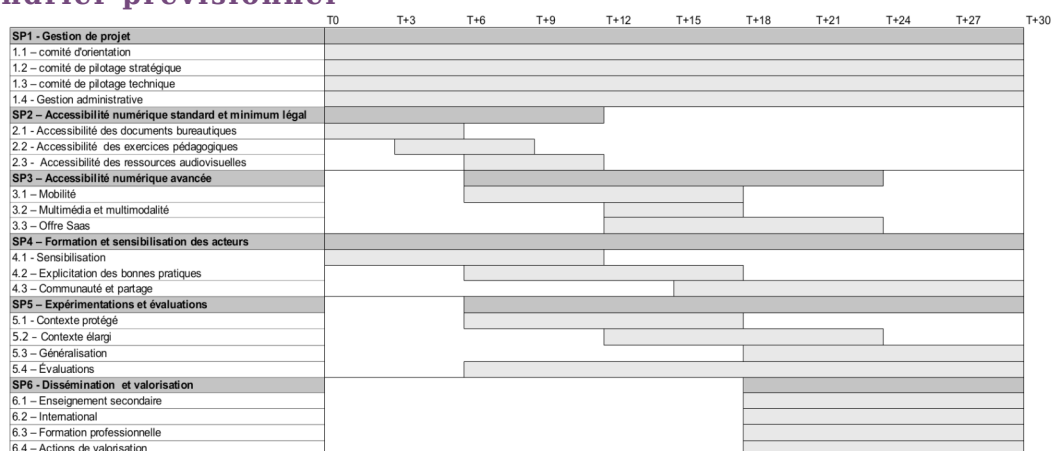 ndrier prévisionnel
T0 T+3 T+6 T+9 T+12 T+15 T+18 T+21 T+24 T+27 T+30
SP1 - Gestion de projet
1.1 – comité d'orientation
1.2 – comité de pilotage stratégique
1.3 – comité de pilotage technique
1.4 - Gestion administrative
SP2 – Accessibilité numérique standard et minimum légal
2.1 - Accessibilité des documents bureautiques
2.2 - Accessibilité des exercices pédagogiques
2.3 - Accessibilité des ressources audiovisuelles
SP3 – Accessibilité numérique avancée
3.1 – Mobilité
3.2 – Multimédia et multimodalité
3.3 – Offre Saas
SP4 – Formation et sensibilisation des acteurs
4.1 - Sensibilisation
4.2 – Explicitation des bonnes pratiques
4.3 – Communauté et partage
SP5 – Expérimentations et évaluations
5.1 - Contexte protégé
5.2 – Contexte élargi
5.3 – Généralisation
5.4 – Évaluations
SP6 - Dissémination et valorisation
6.1 – Enseignement secondaire
6.2 – International
6.3 – Formation professionnelle
6.4 – Actions de valorisation